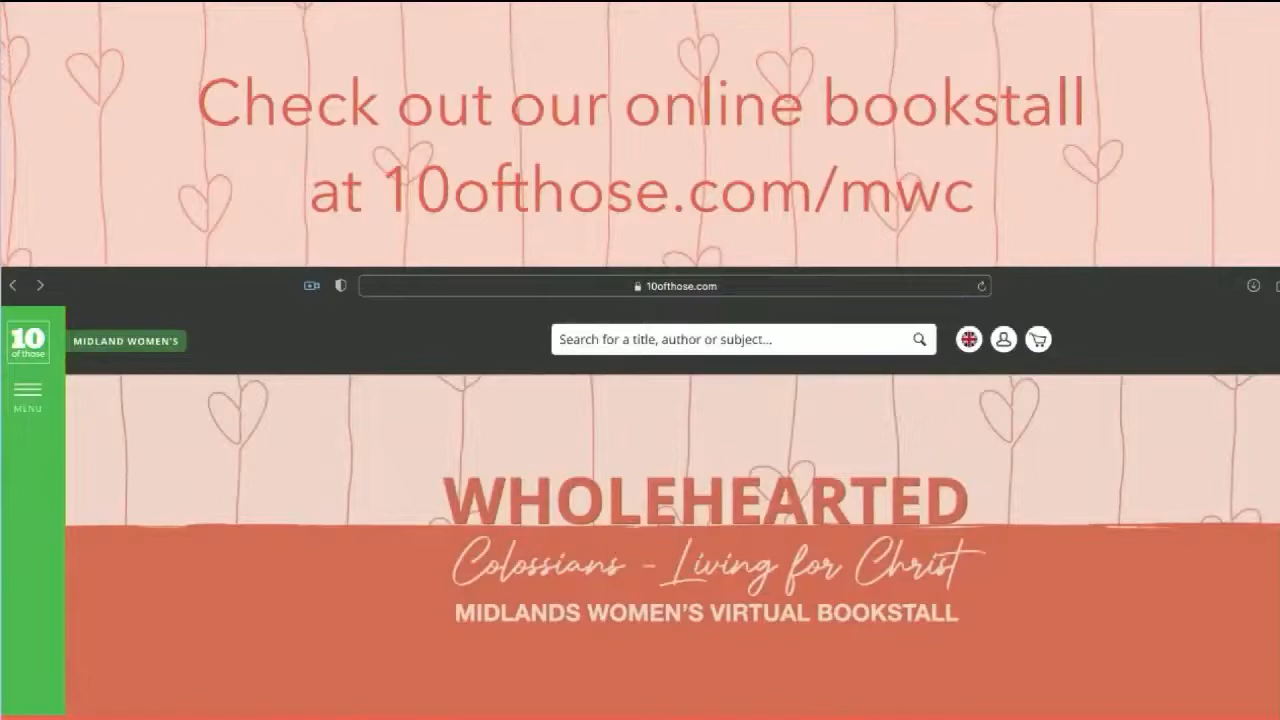 Check out our online bookstall
at 10ofthose.com/mwc
10ofthose.com
10
of those
MIDLAND WOMEN'S
Search for a title, author or subject...
MENU
WHOLEHEARTED
Colossians - Living for Christ
MIDLANDS WOMEN'S VIRTUAL BOOKSTALL